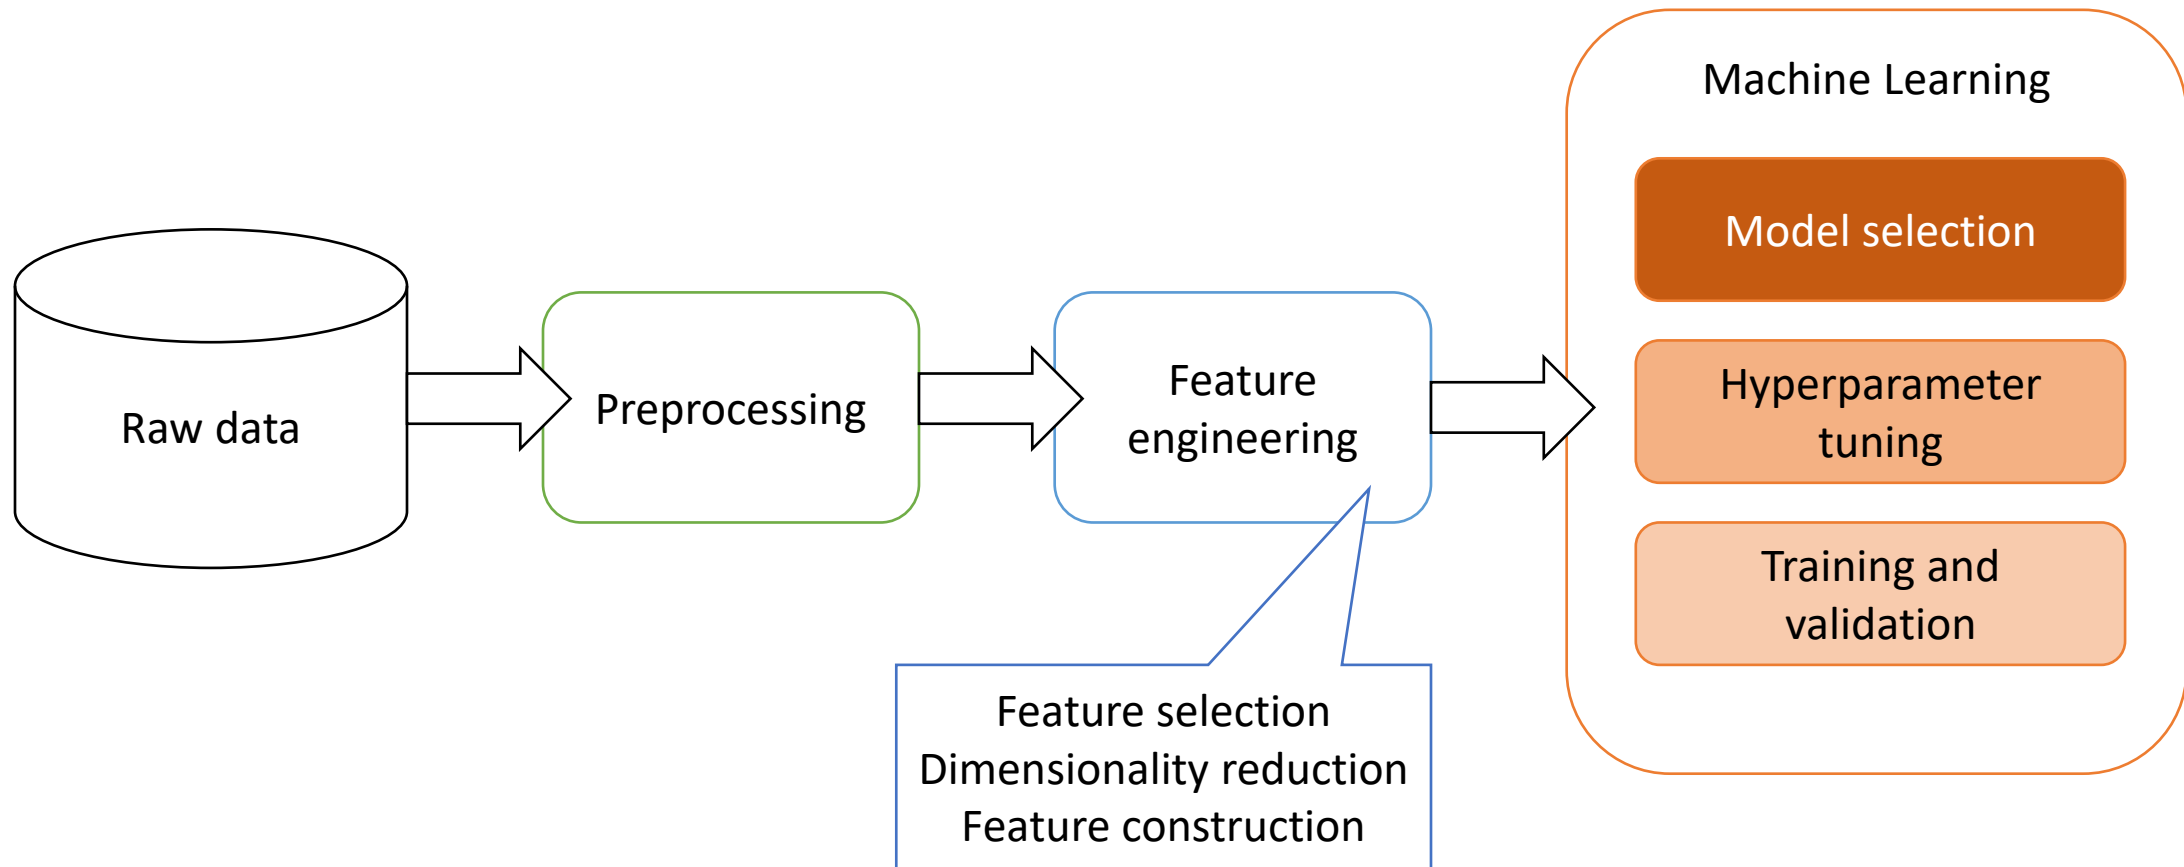 Raw data
Preprocessing
Feature
engineering
Feature selection
Dimensionality reduction
Feature construction
Machine Learning
Model selection
Hyperparameter
tuning
Training and
validation